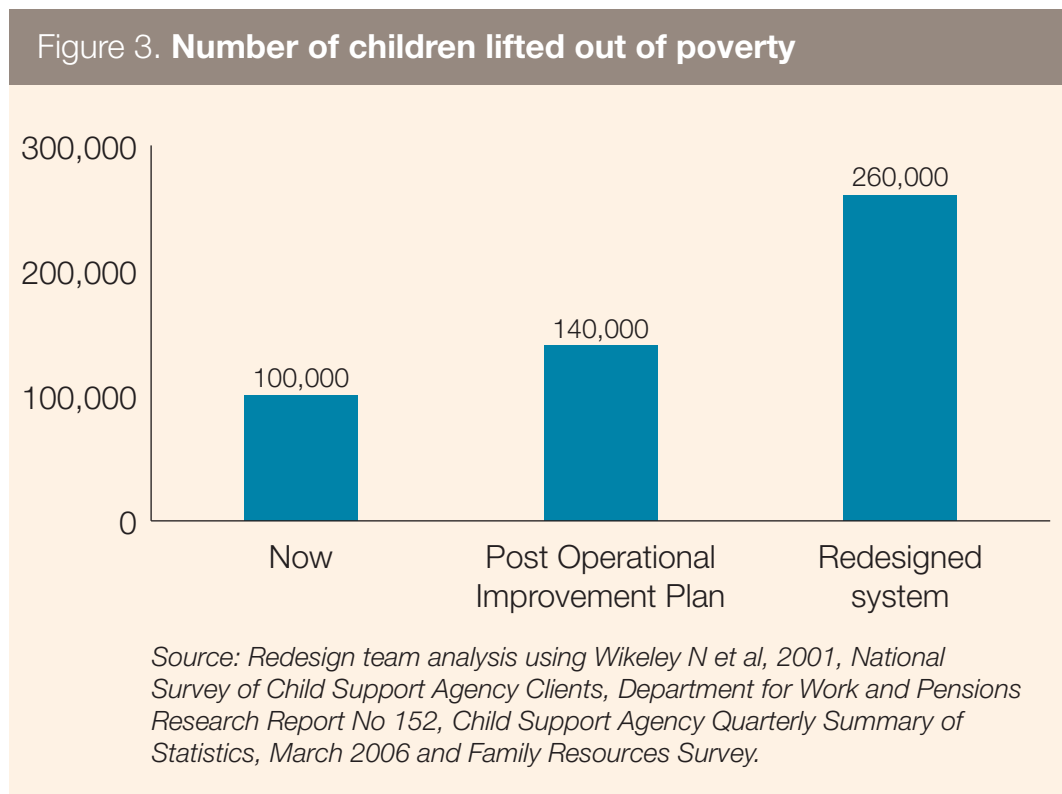 Figure 3. Number of children lifted out of poverty
300,000
200,000
100,000
0
100,000
140,000
260,000
Now
Post Operational
Improvement Plan
Redesigned
system
Source: Redesign team analysis using Wikeley N et al, 2001, National
Survey of Child Support Agency Clients, Department for Work and Pensions
Research Report No 152, Child Support Agency Quarterly Summary of
Statistics, March 2006 and Family Resources Survey.